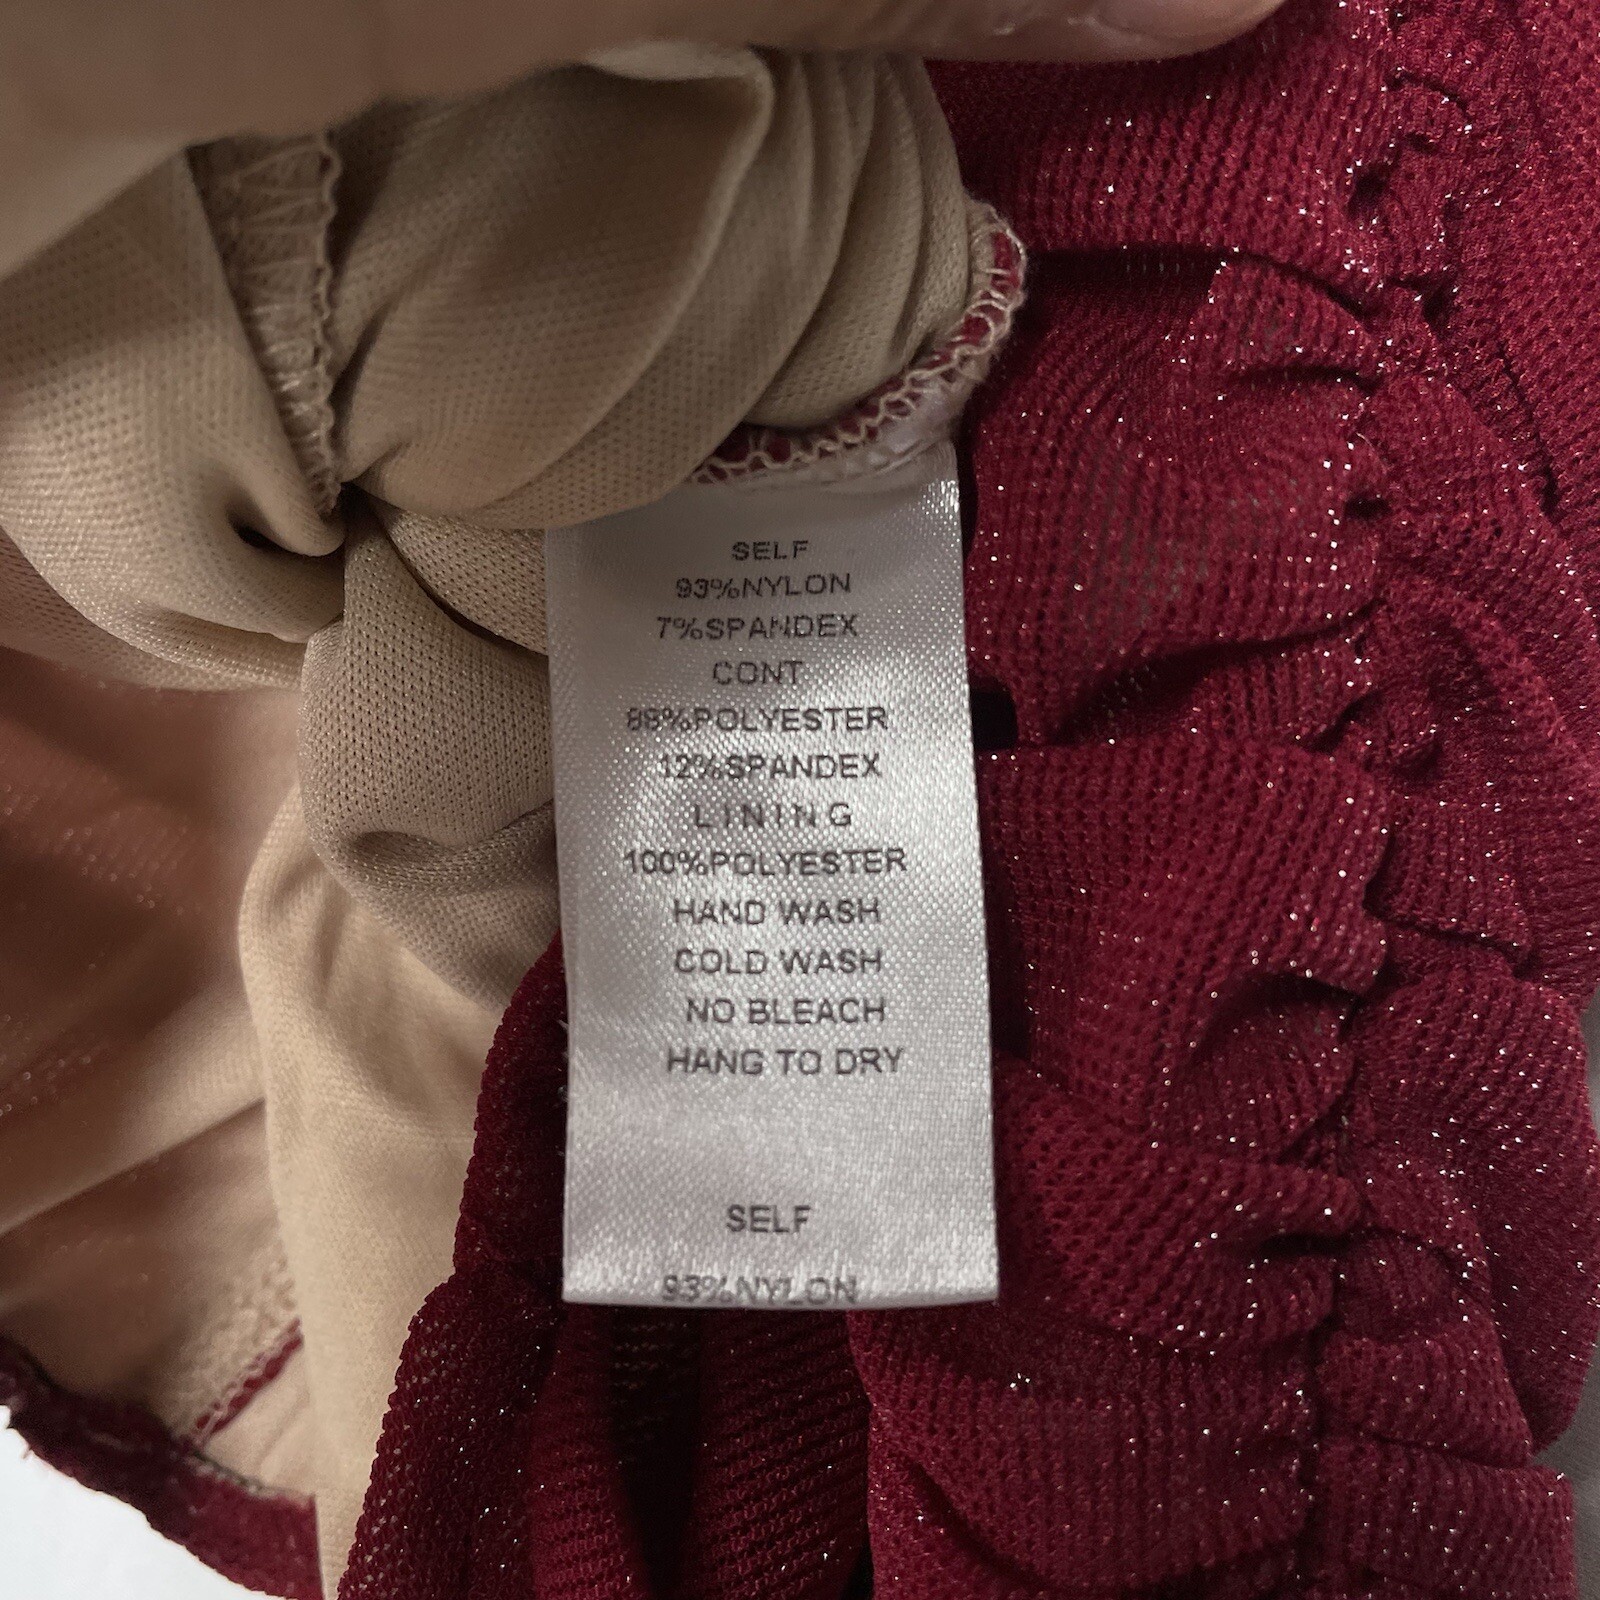 SELF
93%NYLON
7%SPANDEX
CONT
88%POLYESTER
12%SPANDEX
LINING
100%POLYESTER
HAND WASH
COLD WASH
NO BLEACH
HANG TO DRY
SELF
93%NYLON